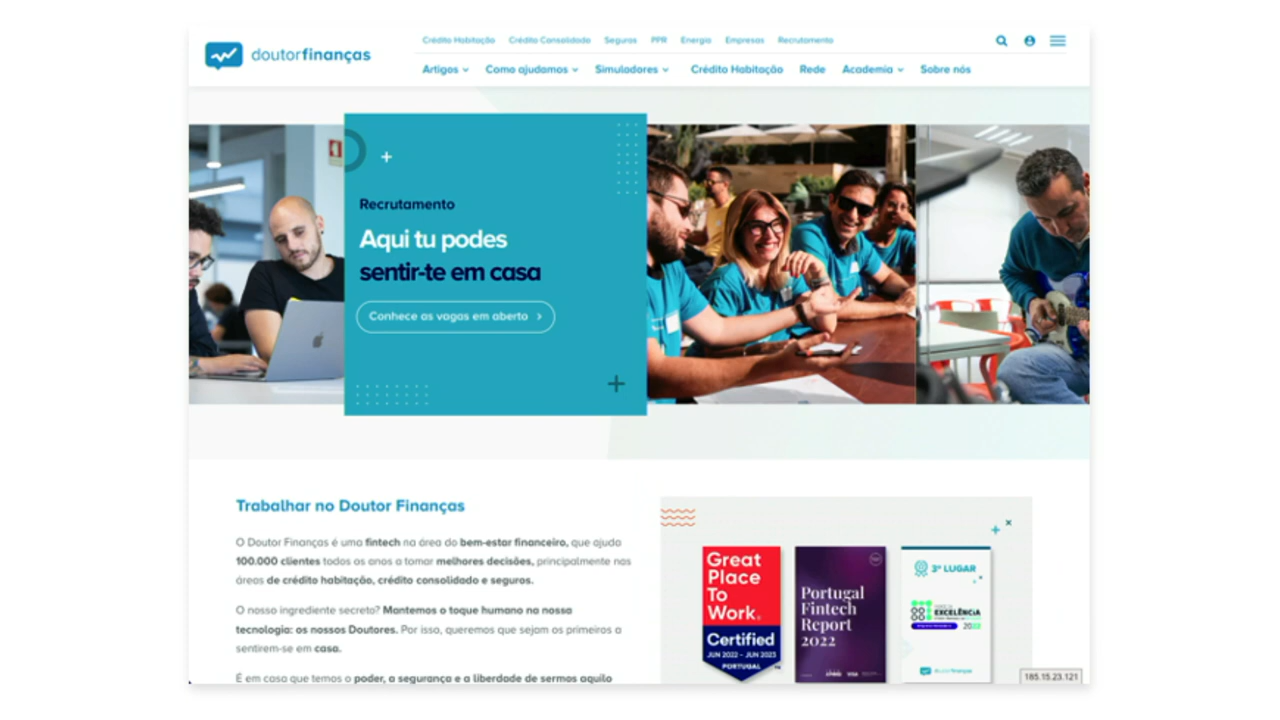 doutorfinanças
Crédito Habitação Crédito Consolidado Seguros PPR Energia Empresas Recrutamento
Artigos Como ajudamos Simuladores Crédito Habitação Rede Academia Sobre nós
Recrutamento
Aqui tu podes
sentir-te em casa
Conhece as vagas em aberto
Trabalhar no Doutor Finanças
O Doutor Finanças é uma fintech na área do bem-estar financeiro, que ajuda
100.000 clientes todos os anos a tomar melhores decisões, principalmente nas
áreas de crédito habitação, crédito consolidado e seguros.
O nosso ingrediente secreto? Mantemos o toque humano na nossa
tecnologia: os nossos Doutores. Por isso, queremos que sejam os primeiros a
sentirem-se em casa.
É em casa que temos o poder, a segurança e a liberdade de sermos aquilo
Great
Place
To
Work.
Certified
JUN 2022 - JUN 2023
PORTUGAL
TM
Portugal
Fintech
Report
2022
3º LUGAR
EXCELÊNCIA
2022
doutorfinanças
185.15.23.121